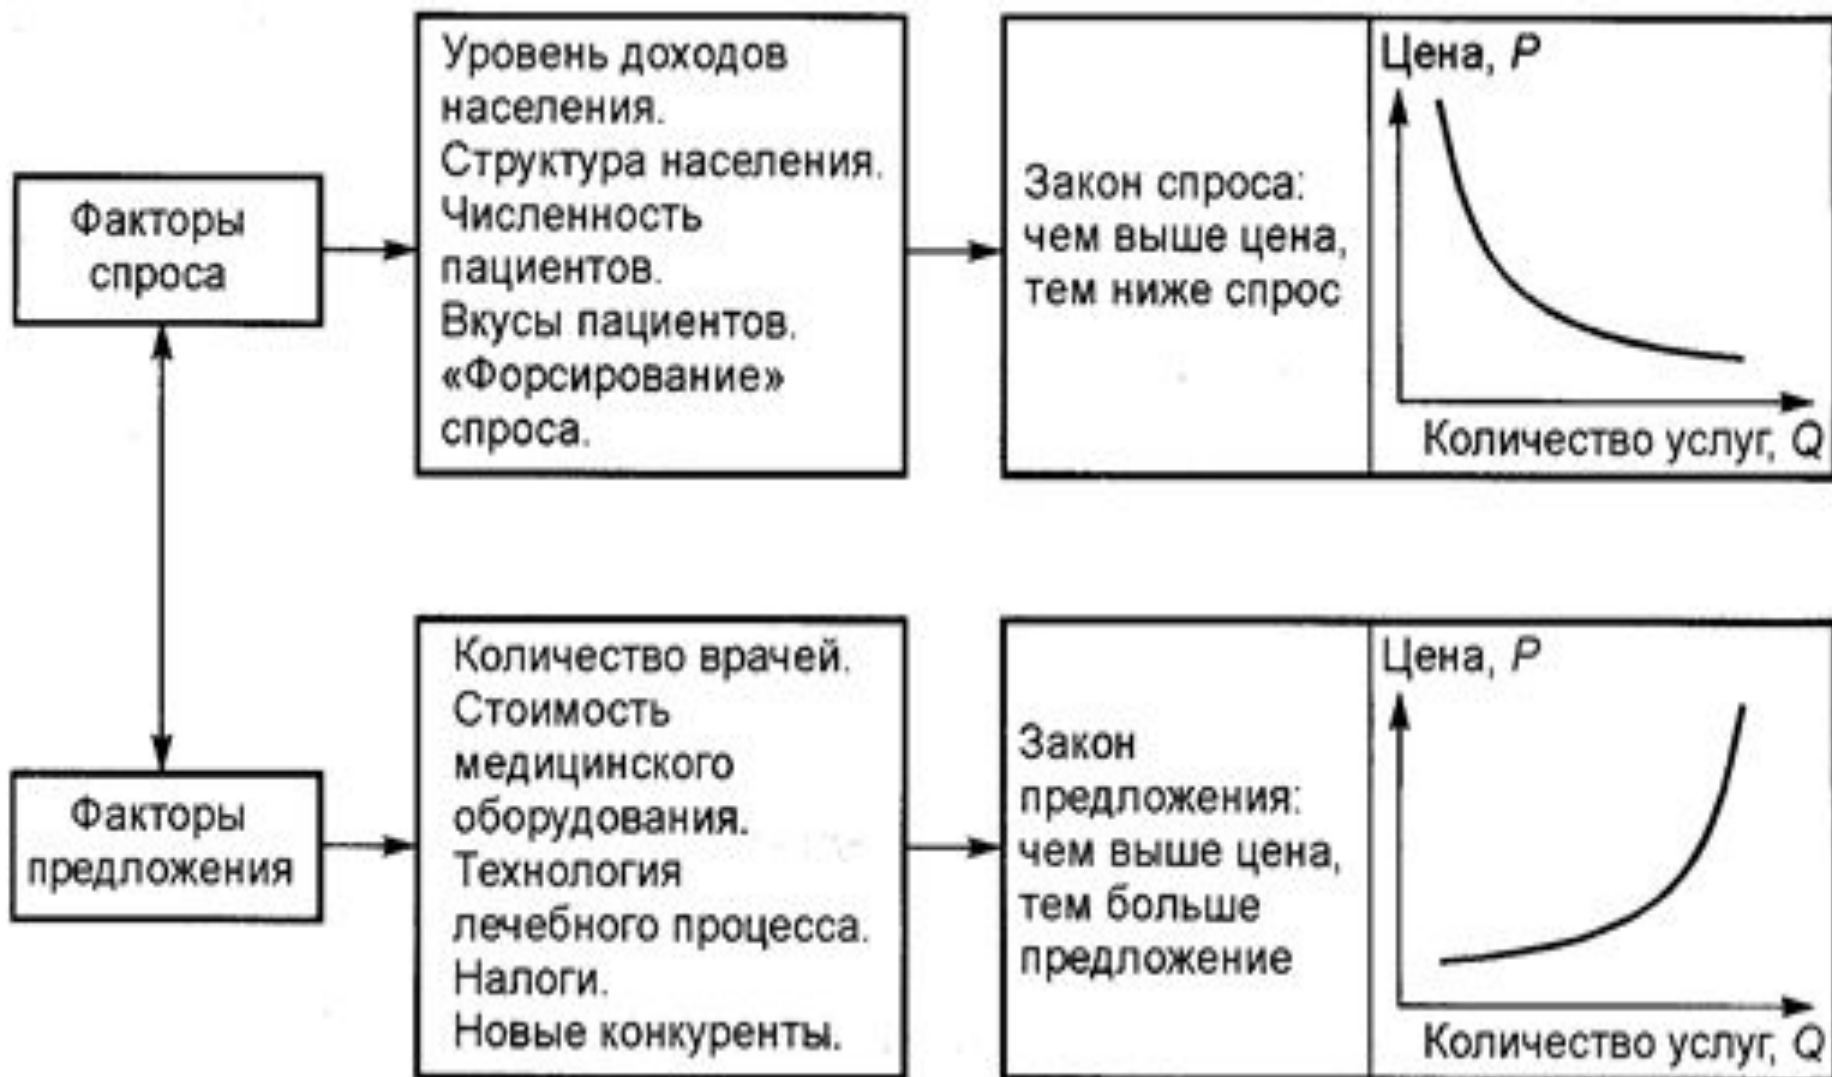 Факторы
спроса
Уровень доходов
населения.
Структура населения.
Численность
пациентов.
Вкусы пациентов.
«Форсирование»
спроса.
Закон спроса:
чем выше цена,
тем ниже спрос
Цена, P
Количество услуг, Q
Факторы
предложения
Количество врачей.
Стоимость
медицинского
оборудования.
Технология
лечебного процесса.
Налоги.
Новые конкуренты.
Закон
предложения:
чем выше цена,
тем больше
предложение
Цена, P
Количество услуг, Q